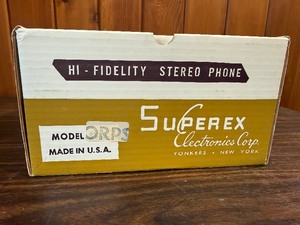 HI-FIDELITY STEREO PHONE
SUPEREX
Electronics Corp.
YONKERS • NEW YORK
MODEL ORPS
MADE IN U.S.A.